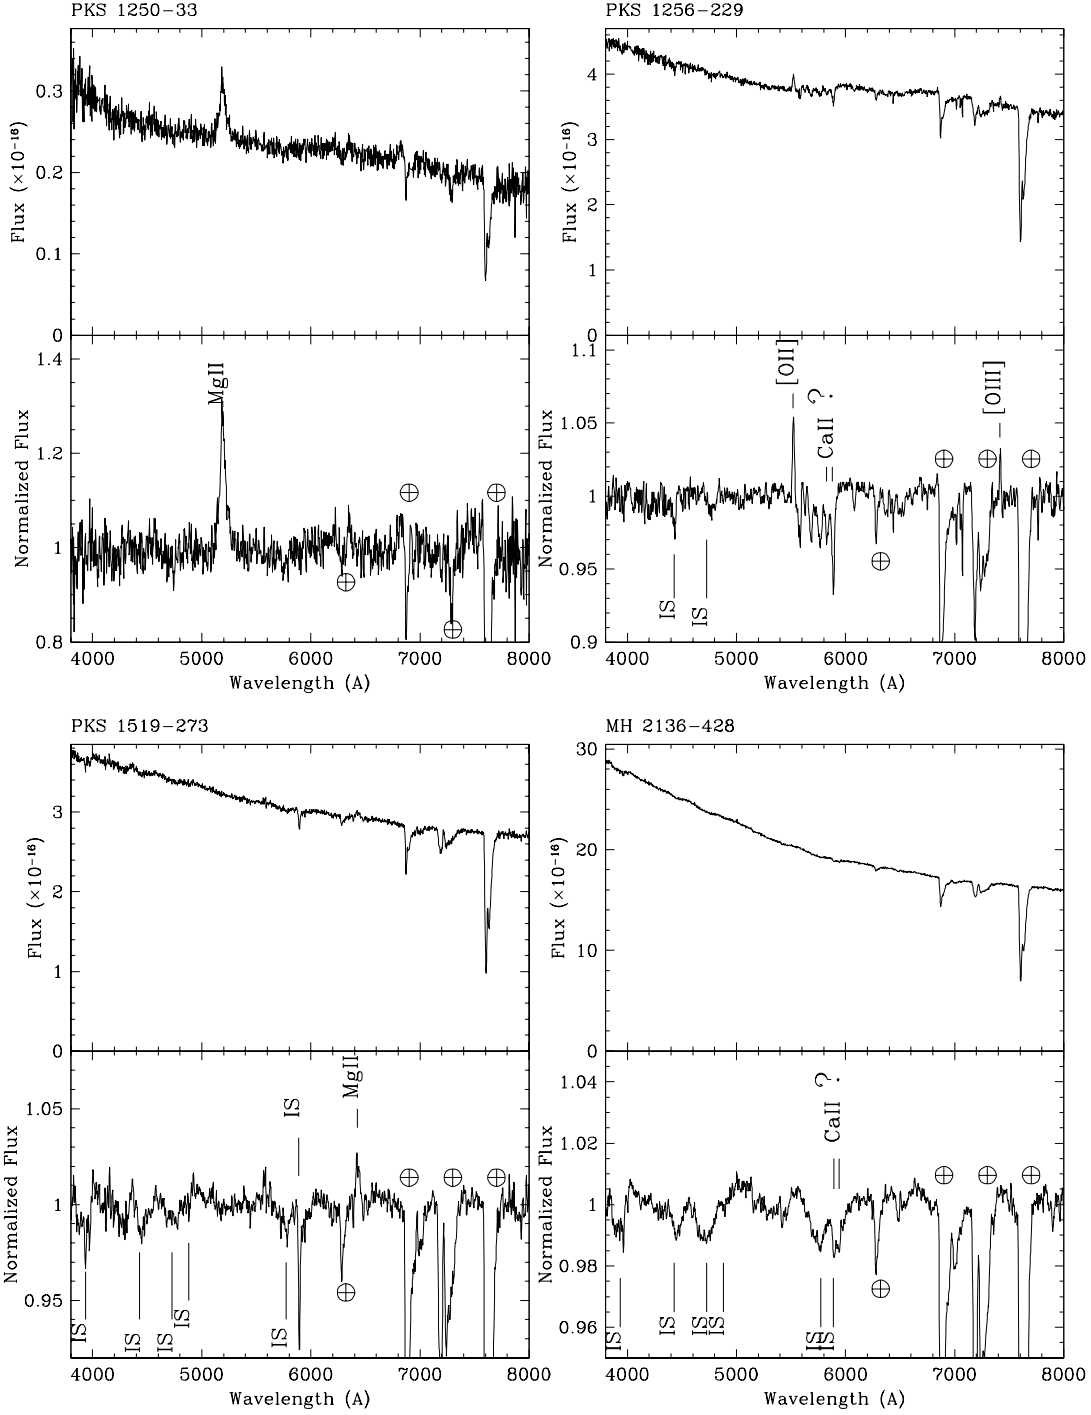 PKS 1250−33
Flux (×10⁻¹⁶)
0.3
0.2
0.1
0
Normalized Flux
1.4
1.2
1
0.8
MgII
4000 5000 6000 7000 8000
Wavelength (A)
PKS 1256−229
Flux (×10⁻¹⁶)
4
3
2
1
0
Normalized Flux
1.1
1.05
1
0.95
0.9
[OII]
CaII ?
[OIII]
IS
IS
4000 5000 6000 7000 8000
Wavelength (A)
PKS 1519−273
Flux (×10⁻¹⁶)
3
2
1
0
Normalized Flux
1.05
1
0.95
IS
MgII
IS
IS
IS
IS
IS
4000 5000 6000 7000 8000
Wavelength (A)
MH 2136−428
Flux (×10⁻¹⁶)
30
20
10
0
Normalized Flux
1.04
1.02
1
0.98
0.96
CaII ?
IS
IS
IS
IS
IS
IS
4000 5000 6000 7000 8000
Wavelength (A)